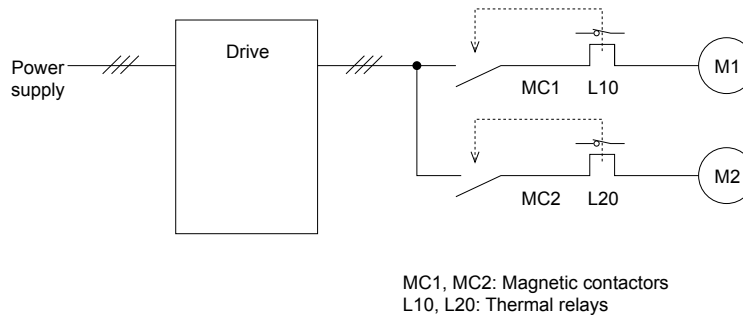 Power
supply
Drive
MC1 L10
M1
MC2 L20
M2
MC1, MC2: Magnetic contactors
L10, L20: Thermal relays